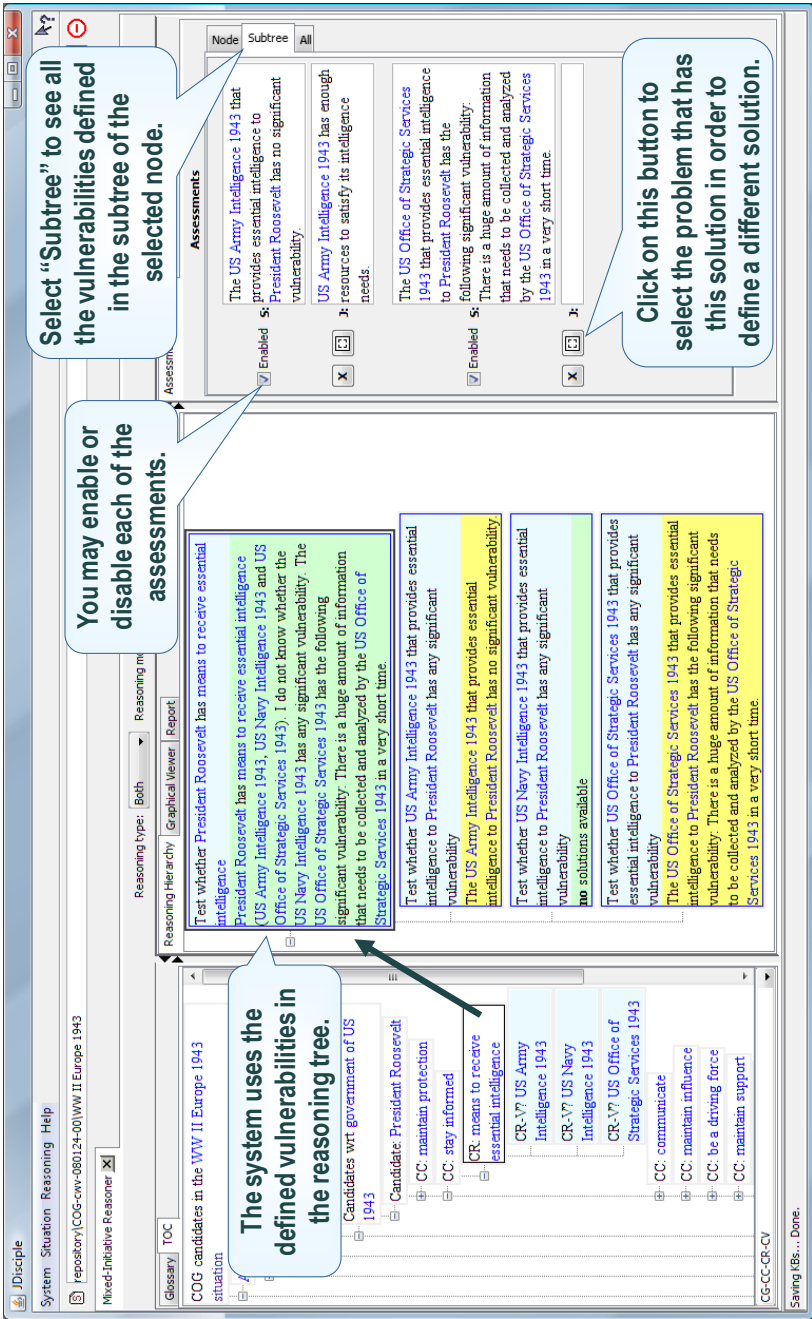 JDisciple
System Situation Reasoning Help
repository\COG-cwv-080124-00\WW II Europe 1943
Mixed-Initiative Reasoner
Reasoning type: Both
Glossary TOC
COG candidates in the WW II Europe 1943
situation
Candidates wrt government of US
1943
Candidate: President Roosevelt
CC: maintain protection
CC: stay informed
CR: means to receive
essential intelligence
CR-V? US Army
Intelligence 1943
CR-V? US Navy
Intelligence 1943
CR-V? US Office of
Strategic Services 1943
CC: communicate
CC: maintain influence
CC: be a driving force
CC: maintain support
CG-CC-CR-CV
Saving KBs... Done.
The system uses the
defined vulnerabilities in
the reasoning tree.
Reasoning Hierarchy Graphical Viewer Report
Test whether President Roosevelt has means to receive essential
intelligence
President Roosevelt has means to receive essential intelligence
(US Army Intelligence 1943, US Navy Intelligence 1943 and US
Office of Strategic Services 1943). I do not know whether the
US Navy Intelligence 1943 has any significant vulnerability. The
US Office of Strategic Services 1943 has the following
significant vulnerability: There is a huge amount of information
that needs to be collected and analyzed by the US Office of
Strategic Services 1943 in a very short time.
Test whether US Army Intelligence 1943 that provides essential
intelligence to President Roosevelt has any significant
vulnerability
The US Army Intelligence 1943 that provides essential
intelligence to President Roosevelt has no significant vulnerability.
Test whether US Navy Intelligence 1943 that provides essential
intelligence to President Roosevelt has any significant
vulnerability
no solutions available
Test whether US Office of Strategic Services 1943 that provides
essential intelligence to President Roosevelt has any significant
vulnerability
The US Office of Strategic Services 1943 that provides essential
intelligence to President Roosevelt has the following significant
vulnerability: There is a huge amount of information that needs
to be collected and analyzed by the US Office of Strategic
Services 1943 in a very short time.
You may enable or
disable each of the
assessments.
Select “Subtree” to see all
the vulnerabilities defined
in the subtree of the
selected node.
Assessments
Node
Subtree
All
Enabled S: The US Army Intelligence 1943 that
provides essential intelligence to
President Roosevelt has no significant
vulnerability.
J: US Army Intelligence 1943 has enough
resources to satisfy its intelligence
needs.
Enabled S: The US Office of Strategic Services
1943 that provides essential intelligence
to President Roosevelt has the
following significant vulnerability:
There is a huge amount of information
that needs to be collected and analyzed
by the US Office of Strategic Services
1943 in a very short time.
J:
Click on this button to
select the problem that has
this solution in order to
define a different solution.